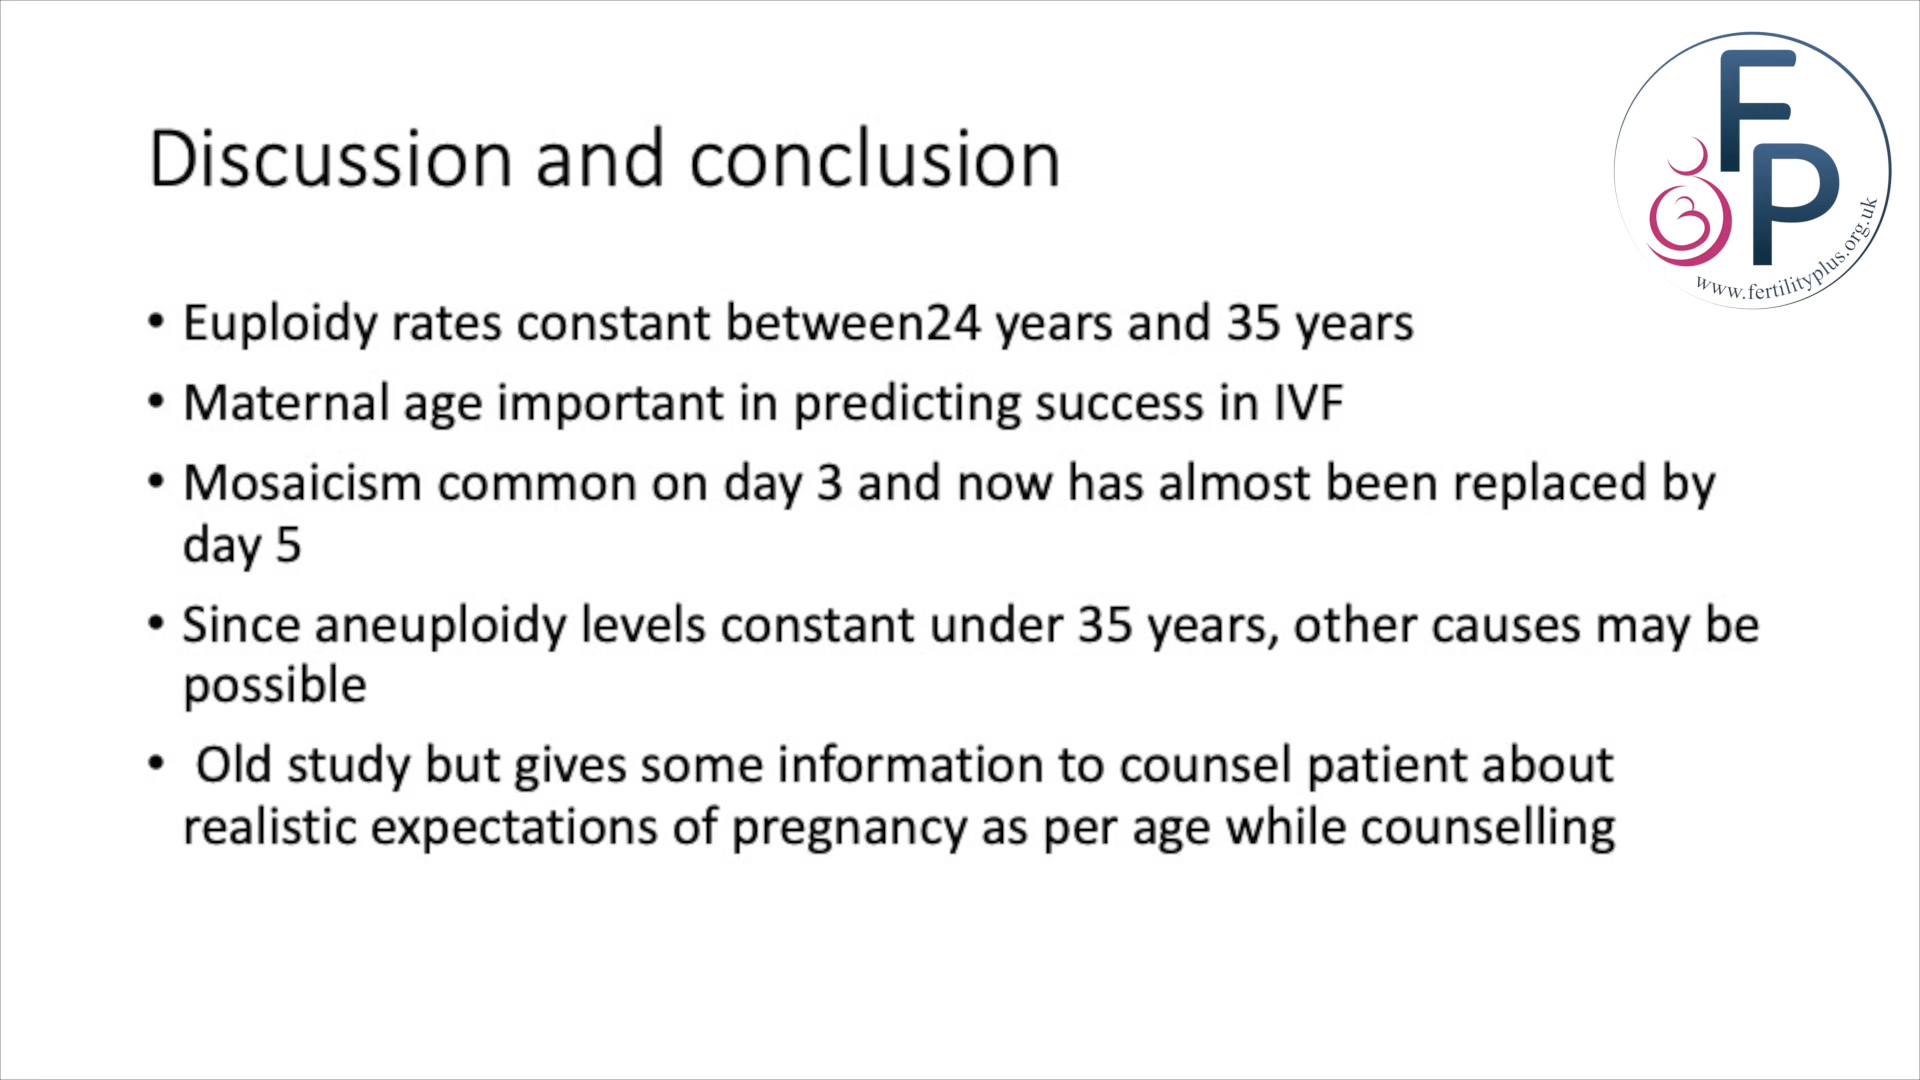 Discussion and conclusion
FP
www.fertilityplus.org.uk
• Euploidy rates constant between24 years and 35 years
• Maternal age important in predicting success in IVF
• Mosaicism common on day 3 and now has almost been replaced by
day 5
• Since aneuploidy levels constant under 35 years, other causes may be
possible
• Old study but gives some information to counsel patient about
realistic expectations of pregnancy as per age while counselling